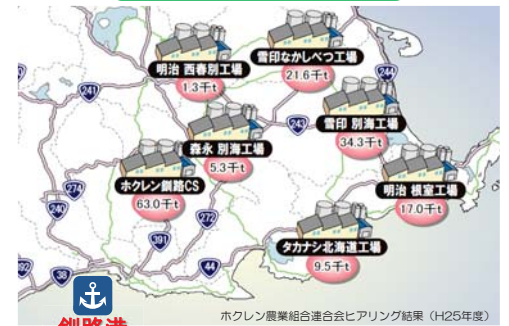 雪印なかしべつ工場
21.6千t
明治 西春別工場
1.3千t
244
241
雪印 別海工場
34.3千t
243
森永 別海工場
5.3千t
ホクレン釧路CS
63.0千t
明治 根室工場
17.0千t
274
240
272
391
タカナシ北海道工場
9.5千t
44
38
ホクレン農業組合連合会ヒアリング結果（H25年度）
釧路港